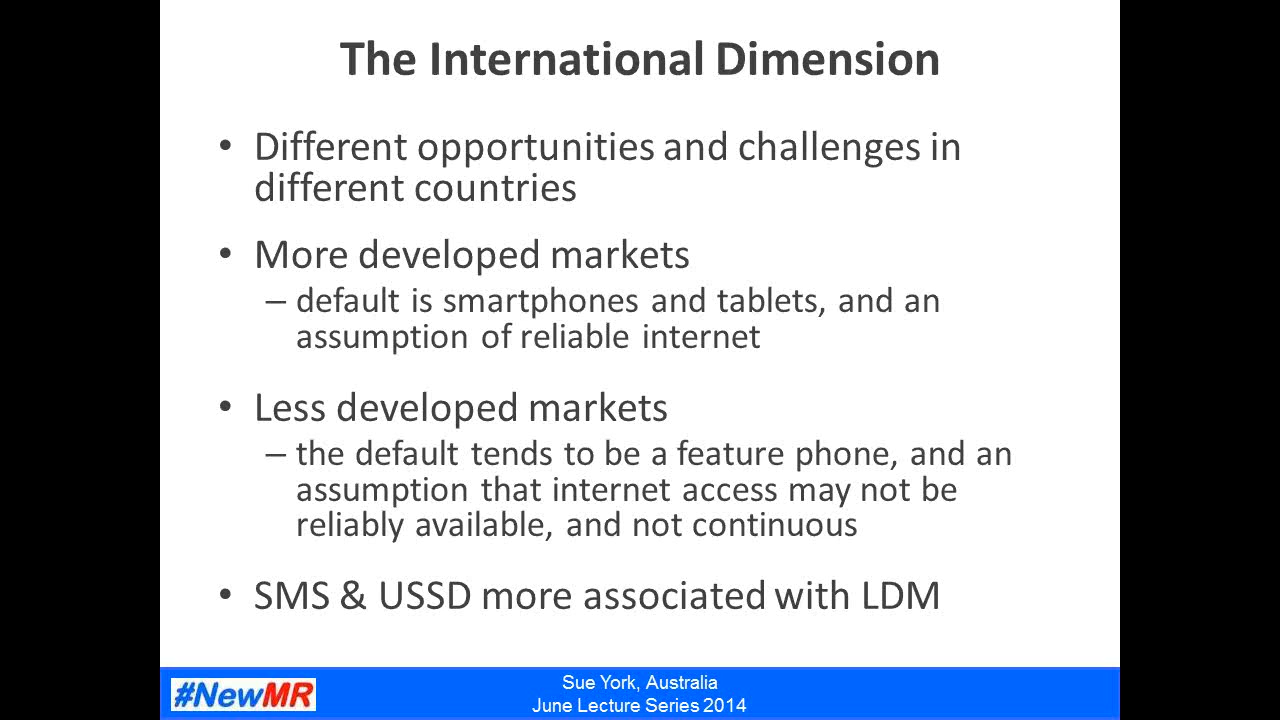 The International Dimension
• Different opportunities and challenges in
different countries
• More developed markets
– default is smartphones and tablets, and an
assumption of reliable internet
• Less developed markets
– the default tends to be a feature phone, and an
assumption that internet access may not be
reliably available, and not continuous
• SMS & USSD more associated with LDM
#NewMR
Sue York, Australia
June Lecture Series 2014